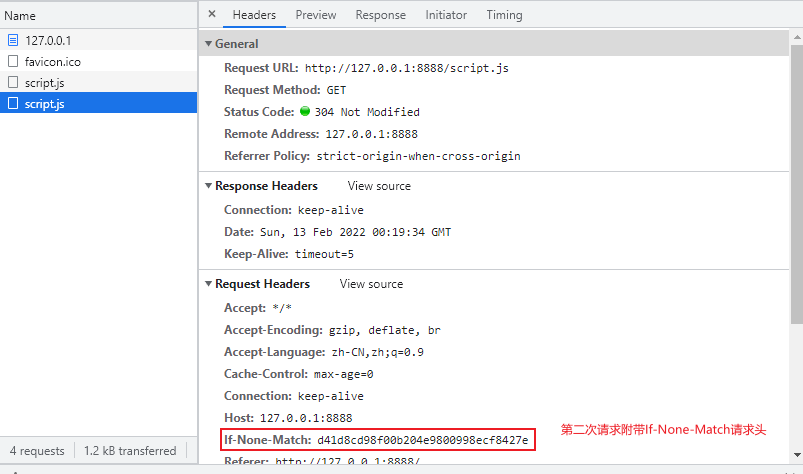 Name
127.0.0.1
favicon.ico
script.js
script.js
4 requests 1.2 kB transferred
× Headers Preview Response Initiator Timing
General
Request URL: http://127.0.0.1:8888/script.js
Request Method: GET
Status Code: 304 Not Modified
Remote Address: 127.0.0.1:8888
Referrer Policy: strict-origin-when-cross-origin
Response Headers View source
Connection: keep-alive
Date: Sun, 13 Feb 2022 00:19:34 GMT
Keep-Alive: timeout=5
Request Headers View source
Accept: */*
Accept-Encoding: gzip, deflate, br
Accept-Language: zh-CN,zh;q=0.9
Cache-Control: max-age=0
Connection: keep-alive
Host: 127.0.0.1:8888
If-None-Match: d41d8cd98f00b204e9800998ecf8427e
第二次请求附带If-None-Match请求头
Referer: http://127.0.0.1:8888/